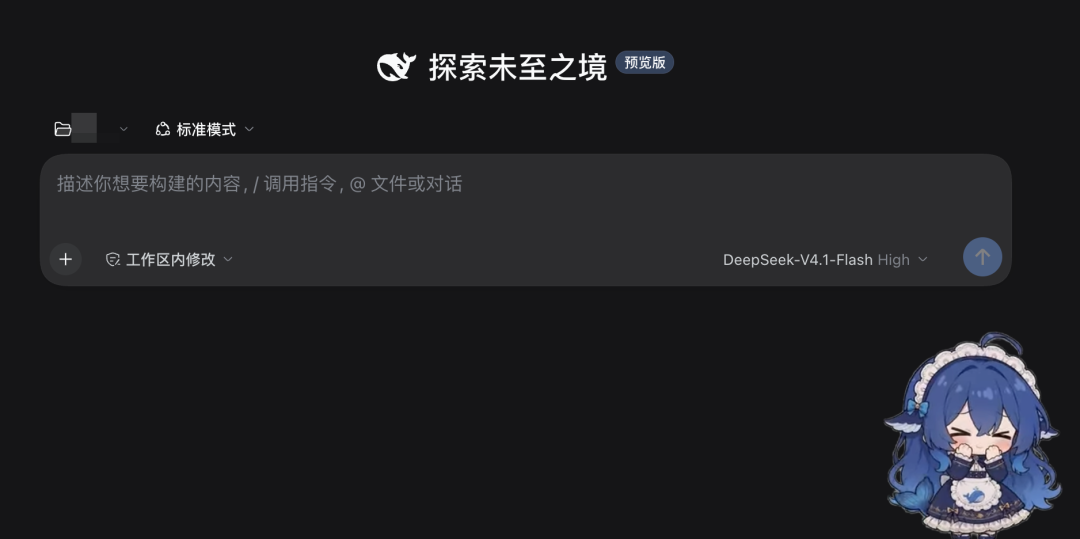 探索未至之境 预览版
标准模式
描述你想要构建的内容, / 调用指令, @ 文件或对话
工作区内修改 DeepSeek-V4.1-Flash High